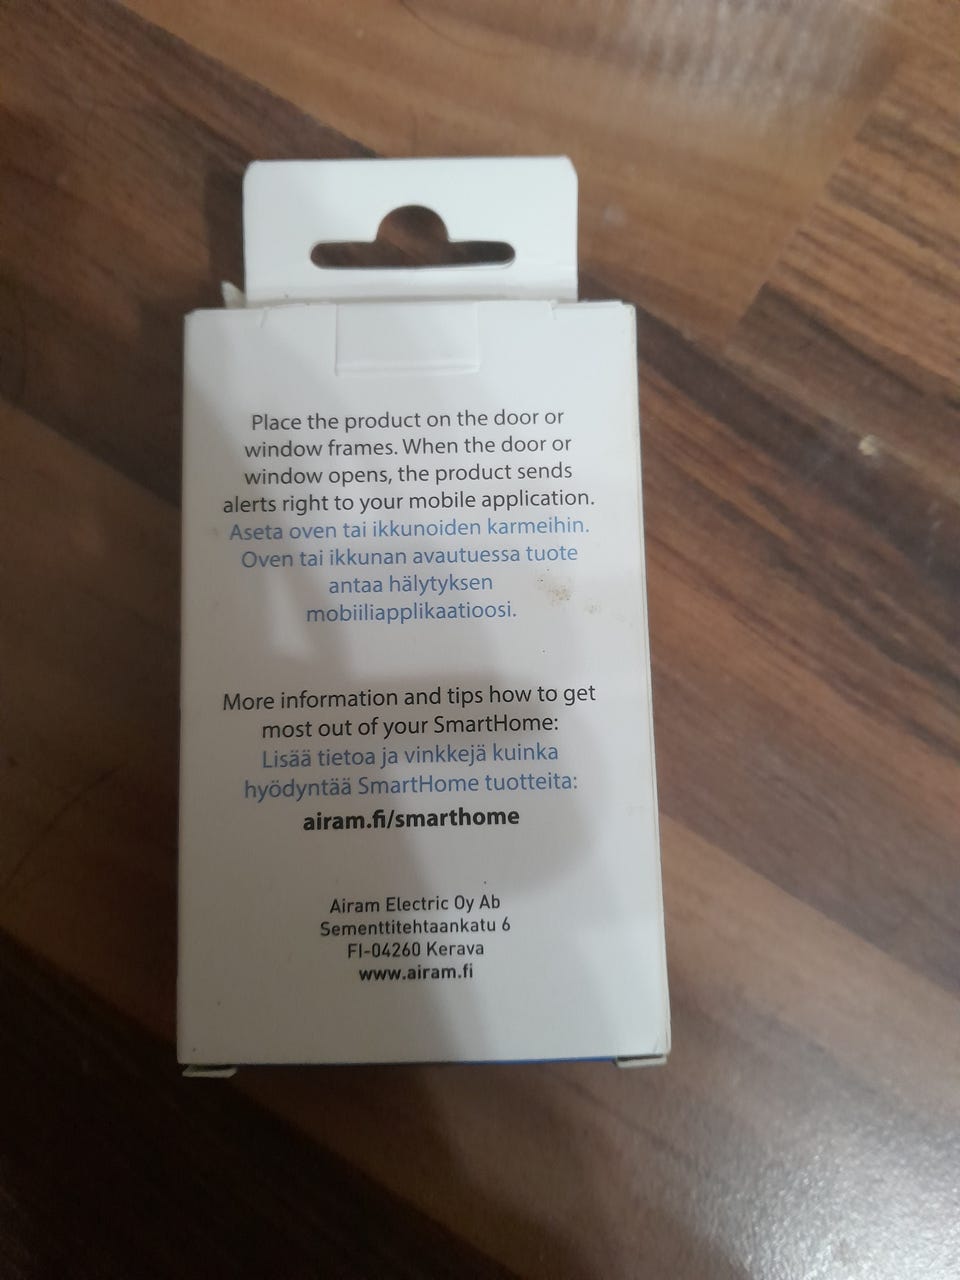 Place the product on the door or
window frames. When the door or
window opens, the product sends
alerts right to your mobile application.
Aseta oven tai ikkunoiden karmeihin.
Oven tai ikkunan avautuessa tuote
antaa hälytyksen
mobiiliapplikaatioosi.
More information and tips how to get
most out of your SmartHome:
Lisää tietoa ja vinkkejä kuinka
hyödyntää SmartHome tuotteita:
airam.fi/smarthome
Airam Electric Oy Ab
Sementtitehtaankatu 6
FI-04260 Kerava
www.airam.fi